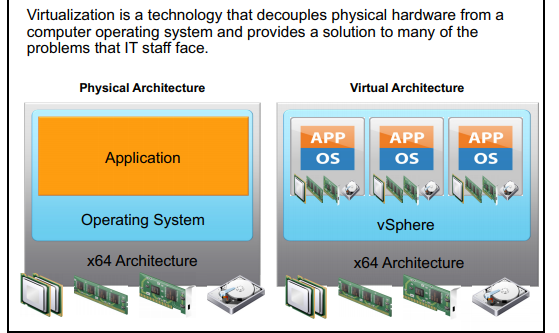 Virtualization is a technology that decouples physical hardware from a
computer operating system and provides a solution to many of the
problems that IT staff face.
Physical Architecture
Application
Operating System
x64 Architecture
Virtual Architecture
APP
OS
APP
OS
APP
OS
vSphere
x64 Architecture